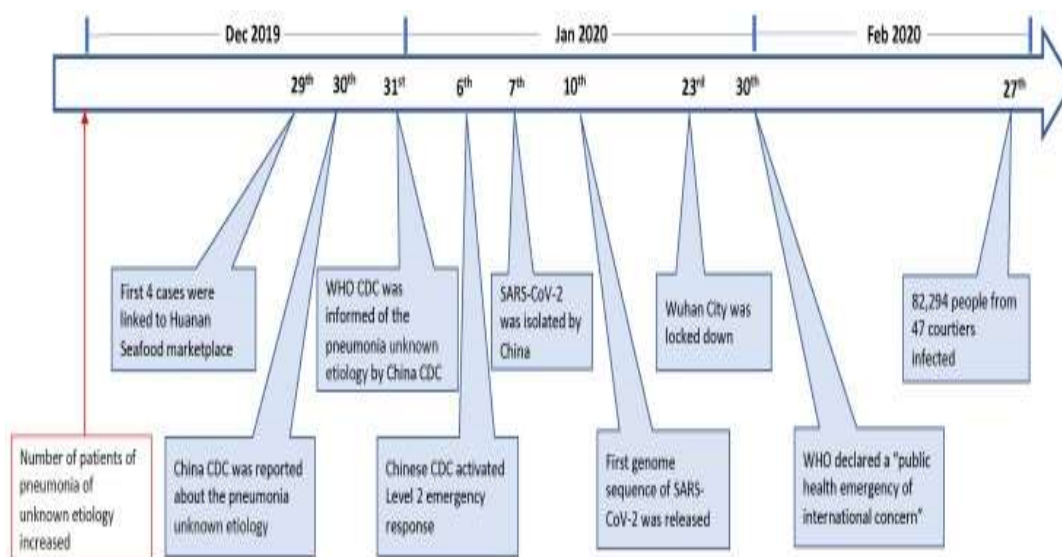 Dec 2019
Jan 2020
Feb 2020
29th
30th
31st
6th
7th
10th
23rd
30th
27th
First 4 cases were
linked to Huanan
Seafood marketplace
WHO CDC was
informed of the
pneumonia unknown
etiology by China CDC
SARS-CoV-2
was isolated by
China
Wuhan City was
locked down
82,294 people from
47 courtiers
infected
Number of patients of
pneumonia of
unknown etiology
increased
China CDC was reported
about the pneumonia
unknown etiology
Chinese CDC activated
Level 2 emergency
response
First genome
sequence of SARS-
CoV-2 was released
WHO declared a "public
health emergency of
international concern"